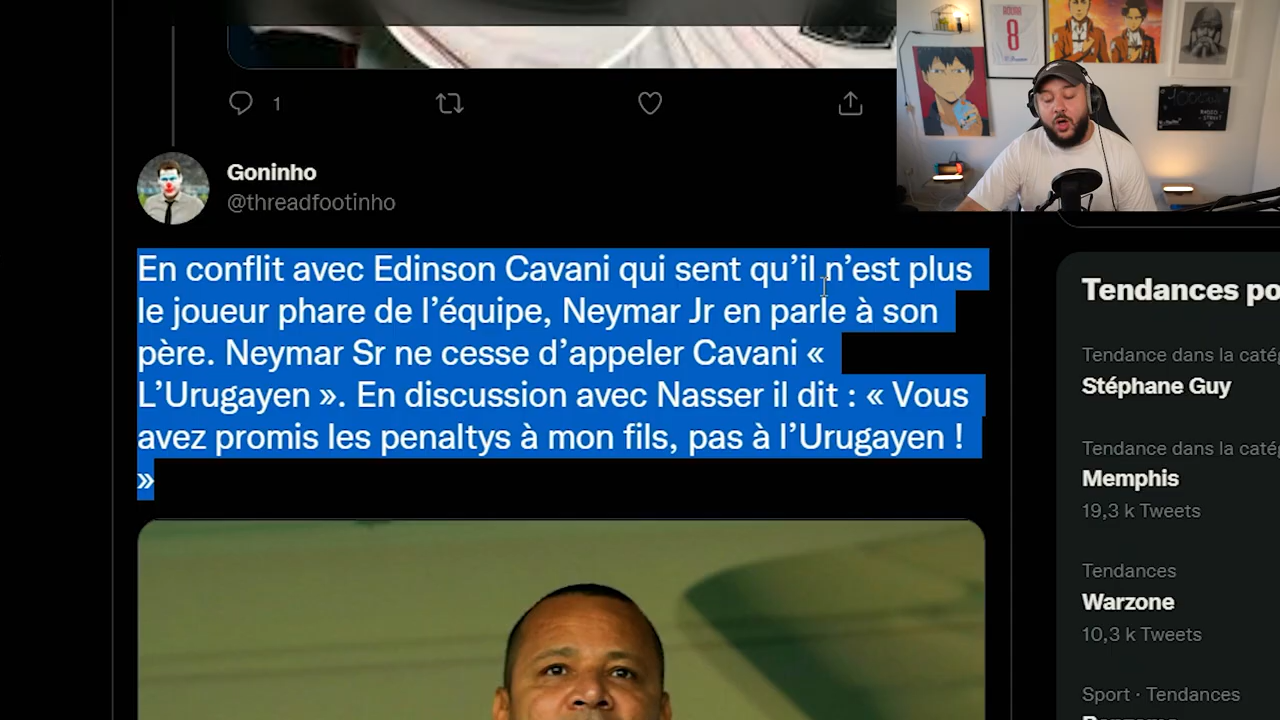 8
1
Goninho
@threadfootinho
En conflit avec Edinson Cavani qui sent qu’il n’est plus
le joueur phare de l’équipe, Neymar Jr en parle à son
père. Neymar Sr ne cesse d’appeler Cavani «
L’Urugayen ». En discussion avec Nasser il dit : « Vous
avez promis les penaltys à mon fils, pas à l’Urugayen !
»
Tendances po
Tendance dans la caté
Stéphane Guy
Tendance dans la caté
Memphis
19,3 k Tweets
Tendances
Warzone
10,3 k Tweets
Sport · Tendances